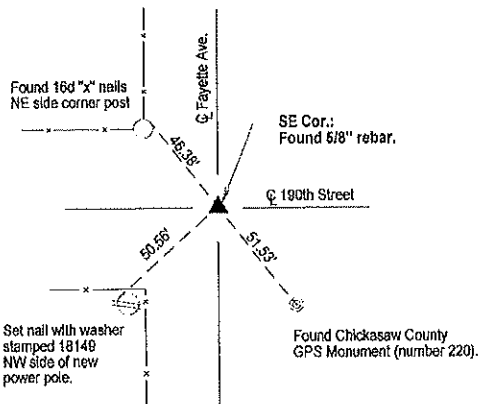 Found 16d "x" nails
NE side corner post
℄ Fayette Ave.
SE Cor.:
Found 5/8" rebar.
46.38'
℄ 190th Street
50.56'
51.53'
Set nail with washer
stamped 18149
NW side of new
power pole.
Found Chickasaw County
GPS Monument (number 220).